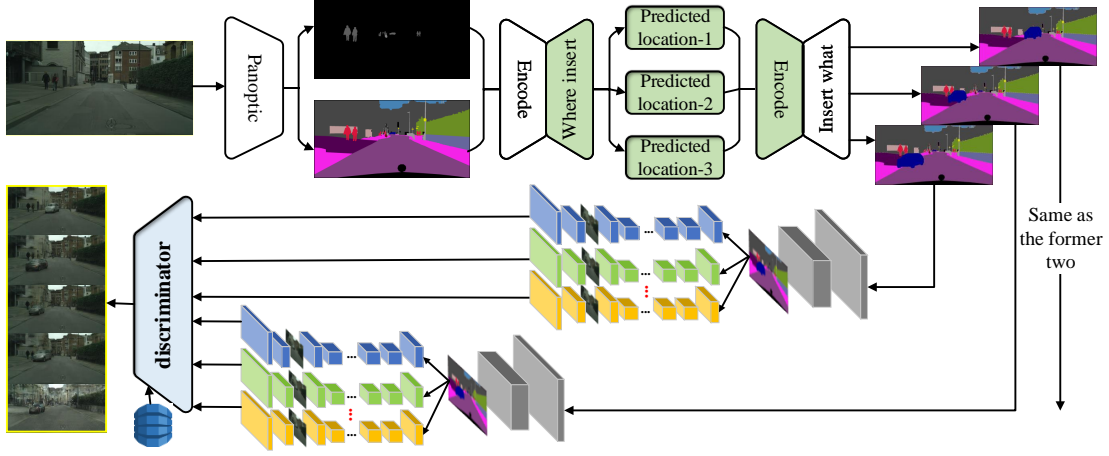 Panoptic
Encode
Where insert
Predicted
location-1
Predicted
location-2
Predicted
location-3
Encode
Insert what
Same as
the former
two
discriminator
...
...
...
...
...
...